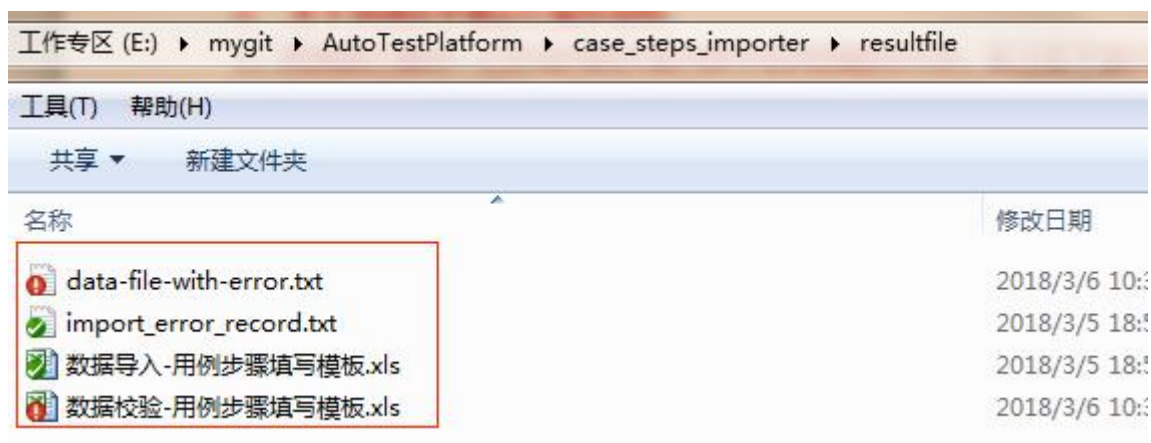 工作专区 (E:) ▸ mygit ▸ AutoTestPlatform ▸ case_steps_importer ▸ resultfile
工具(T) 帮助(H)
共享 ▼ 新建文件夹
名称 修改日期
data-file-with-error.txt 2018/3/6 10:3
import_error_record.txt 2018/3/5 18:5
数据导入-用例步骤填写模板.xls 2018/3/5 18:5
数据校验-用例步骤填写模板.xls 2018/3/6 10:3